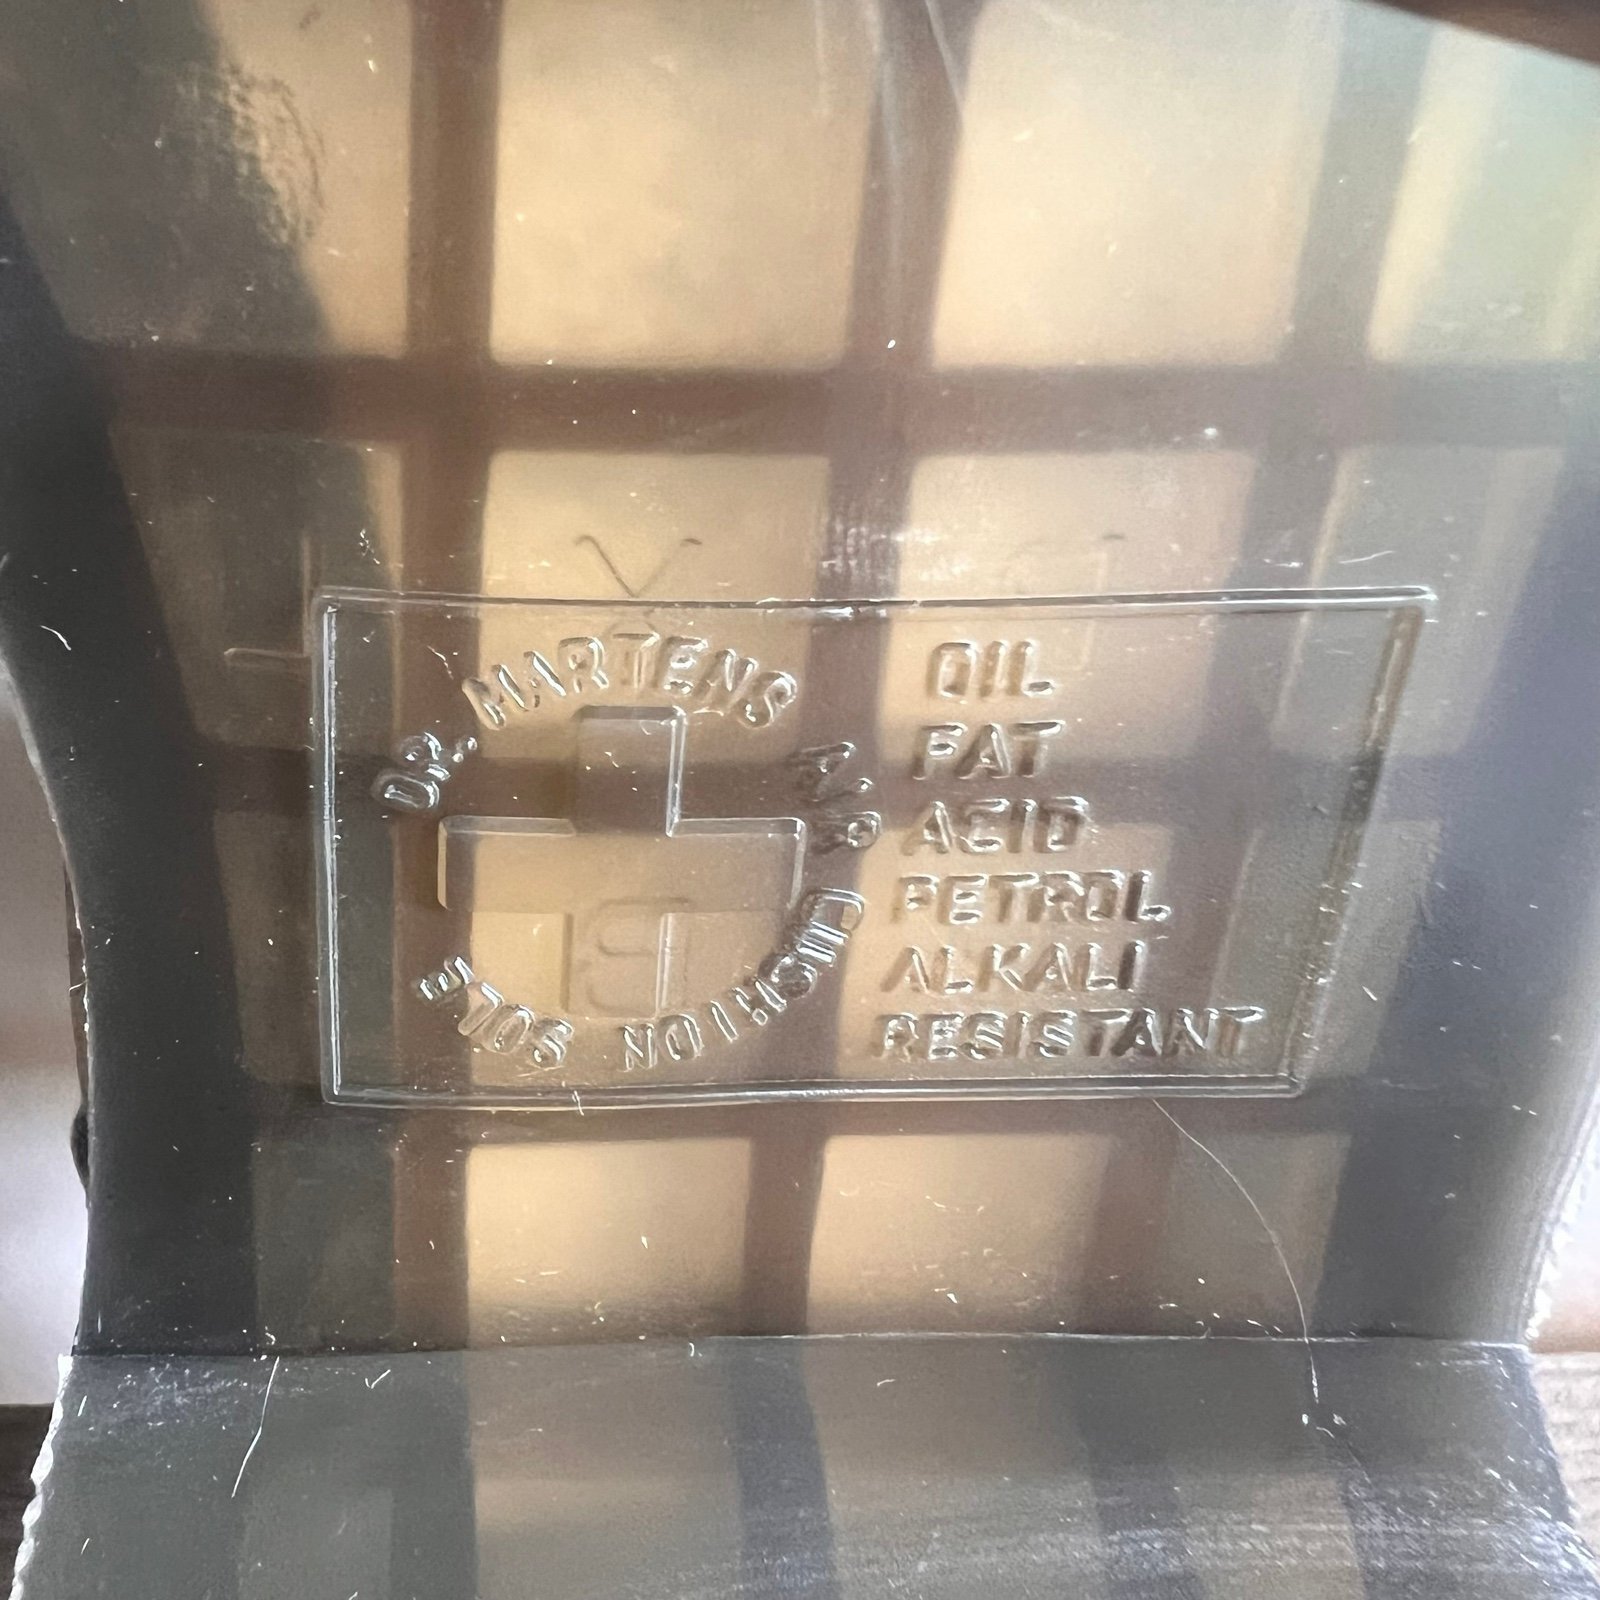 DR. MARTENS AIR CUSHION SOLE
OIL
FAT
ACID
PETROL
ALKALI
RESISTANT